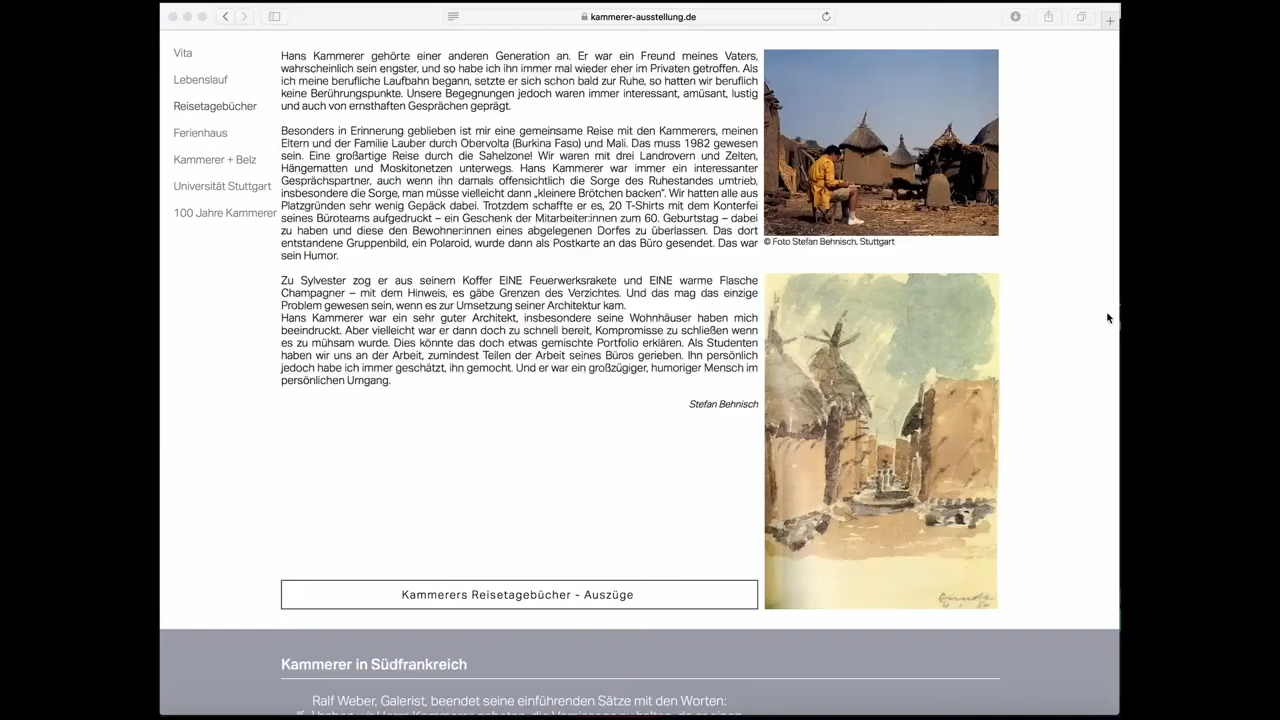 kammerer-ausstellung.de
Vita
Lebenslauf
Reisetagebücher
Ferienhaus
Kammerer + Belz
Universität Stuttgart
100 Jahre Kammerer
Hans Kammerer gehörte einer anderen Generation an. Er war ein Freund meines Vaters,
wahrscheinlich sein engster, und so habe ich ihn immer mal wieder eher im Privaten getroffen. Als
ich meine berufliche Laufbahn begann, setzte er sich schon bald zur Ruhe, so hatten wir beruflich
keine Berührungspunkte. Unsere Begegnungen jedoch waren immer interessant, amüsant, lustig
und auch von ernsthaften Gesprächen geprägt.
Besonders in Erinnerung geblieben ist mir eine gemeinsame Reise mit den Kammerers, meinen
Eltern und der Familie Lauber durch Obervolta (Burkina Faso) und Mali. Das muss 1982 gewesen
sein. Eine großartige Reise durch die Sahelzone! Wir waren mit drei Landrovern und Zelten,
Hängematten und Moskitonetzen unterwegs. Hans Kammerer war immer ein interessanter
Gesprächspartner, auch wenn ihn damals offensichtlich die Sorge des Ruhestandes umtrieb,
insbesondere die Sorge, man müsse vielleicht dann „kleinere Brötchen backen“. Wir hatten alle aus
Platzgründen sehr wenig Gepäck dabei. Trotzdem schaffte er es, 20 T-Shirts mit dem Konterfei
seines Büroteams aufgedruckt – ein Geschenk der Mitarbeiter:innen zum 60. Geburtstag – dabei
zu haben und diese den Bewohner:innen eines abgelegenen Dorfes zu überlassen. Das dort
entstandene Gruppenbild, ein Polaroid, wurde dann als Postkarte an das Büro gesendet. Das war
sein Humor.
Zu Sylvester zog er aus seinem Koffer EINE Feuerwerksrakete und EINE warme Flasche
Champagner – mit dem Hinweis, es gäbe Grenzen des Verzichtes. Und das mag das einzige
Problem gewesen sein, wenn es zur Umsetzung seiner Architektur kam.
Hans Kammerer war ein sehr guter Architekt, insbesondere seine Wohnhäuser haben mich
beeindruckt. Aber vielleicht war er dann doch zu schnell bereit, Kompromisse zu schließen wenn
es zu mühsam wurde. Dies könnte das doch etwas gemischte Portfolio erklären. Als Studenten
haben wir uns an der Arbeit, zumindest Teilen der Arbeit seines Büros gerieben. Ihn persönlich
jedoch habe ich immer geschätzt, ihn gemocht. Und er war ein großzügiger, humoriger Mensch im
persönlichen Umgang.
Stefan Behnisch
© Foto Stefan Behnisch, Stuttgart
Kammerers Reisetagebücher - Auszüge
Kammerer in Südfrankreich
Ralf Weber, Galerist, beendet seine einführenden Sätze mit den Worten: